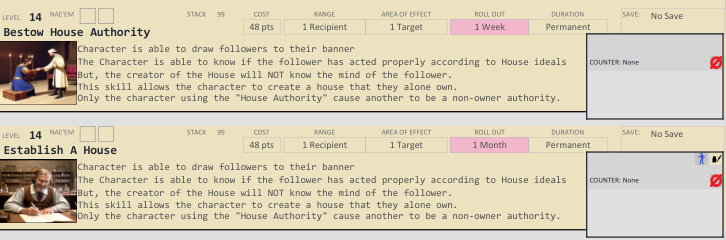 LEVEL 14 NAE'EM STACK 99 COST RANGE AREA OF EFFECT ROLL OUT DURATION SAVE: No Save
48 pts 1 Recipient 1 Target 1 Week Permanent
Bestow House Authority
Character is able to draw followers to their banner
The Character is able to know if the follower has acted properly according to House ideals
But, the creator of the House will NOT know the mind of the follower.
This skill allows the character to create a house that they alone own.
Only the character using the "House Authority" cause another to be a non-owner authority.
COUNTER: None
LEVEL 14 NAE'EM STACK 99 COST RANGE AREA OF EFFECT ROLL OUT DURATION SAVE: No Save
48 pts 1 Recipient 1 Target 1 Month Permanent
Establish A House
Character is able to draw followers to their banner
The Character is able to know if the follower has acted properly according to House ideals
But, the creator of the House will NOT know the mind of the follower.
This skill allows the character to create a house that they alone own.
Only the character using the "House Authority" cause another to be a non-owner authority.
COUNTER: None